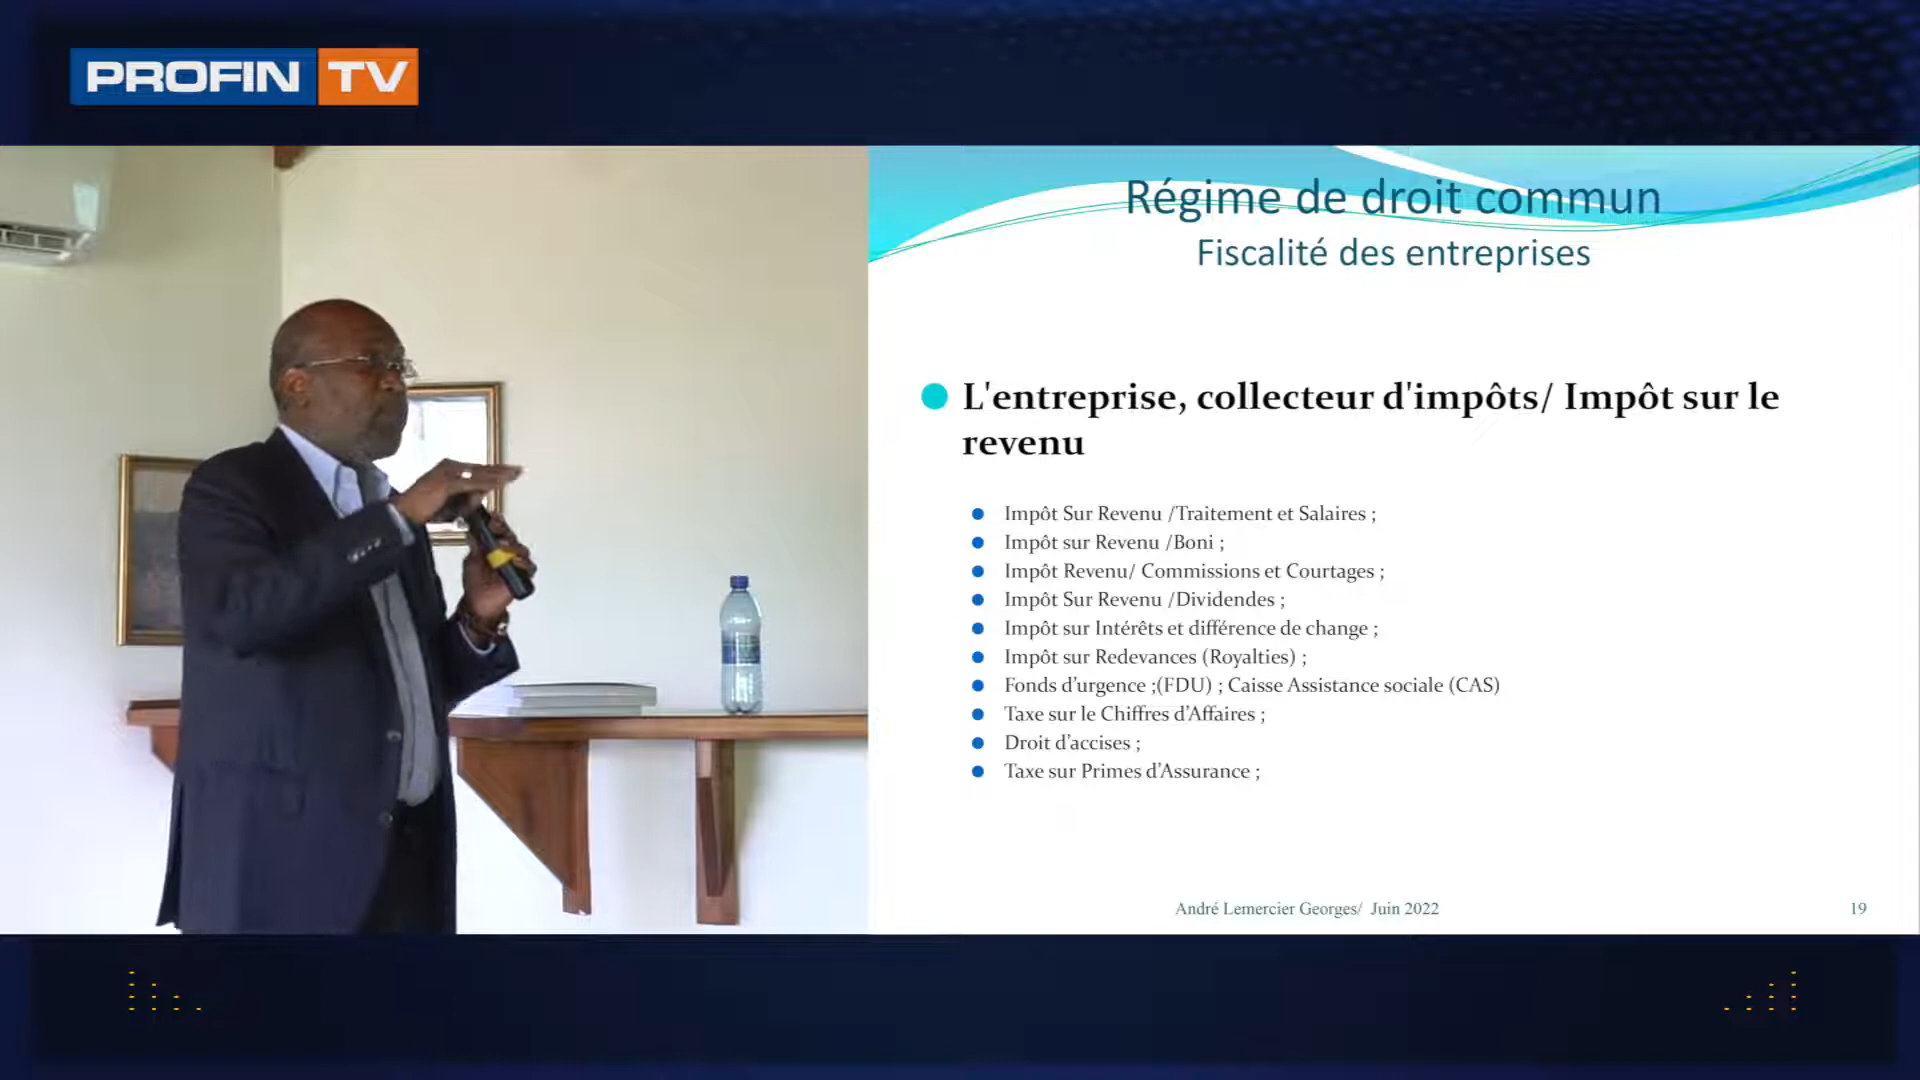 PROFIN TV
Régime de droit commun
Fiscalité des entreprises
L'entreprise, collecteur d'impôts/ Impôt sur le
revenu
Impôt Sur Revenu /Traitement et Salaires ;
Impôt sur Revenu /Boni ;
Impôt Revenu/ Commissions et Courtages ;
Impôt Sur Revenu /Dividendes ;
Impôt sur Intérêts et différence de change ;
Impôt sur Redevances (Royalties) ;
Fonds d’urgence ;(FDU) ; Caisse Assistance sociale (CAS)
Taxe sur le Chiffres d’Affaires ;
Droit d’accises ;
Taxe sur Primes d’Assurance ;
André Lemercier Georges/ Juin 2022
19